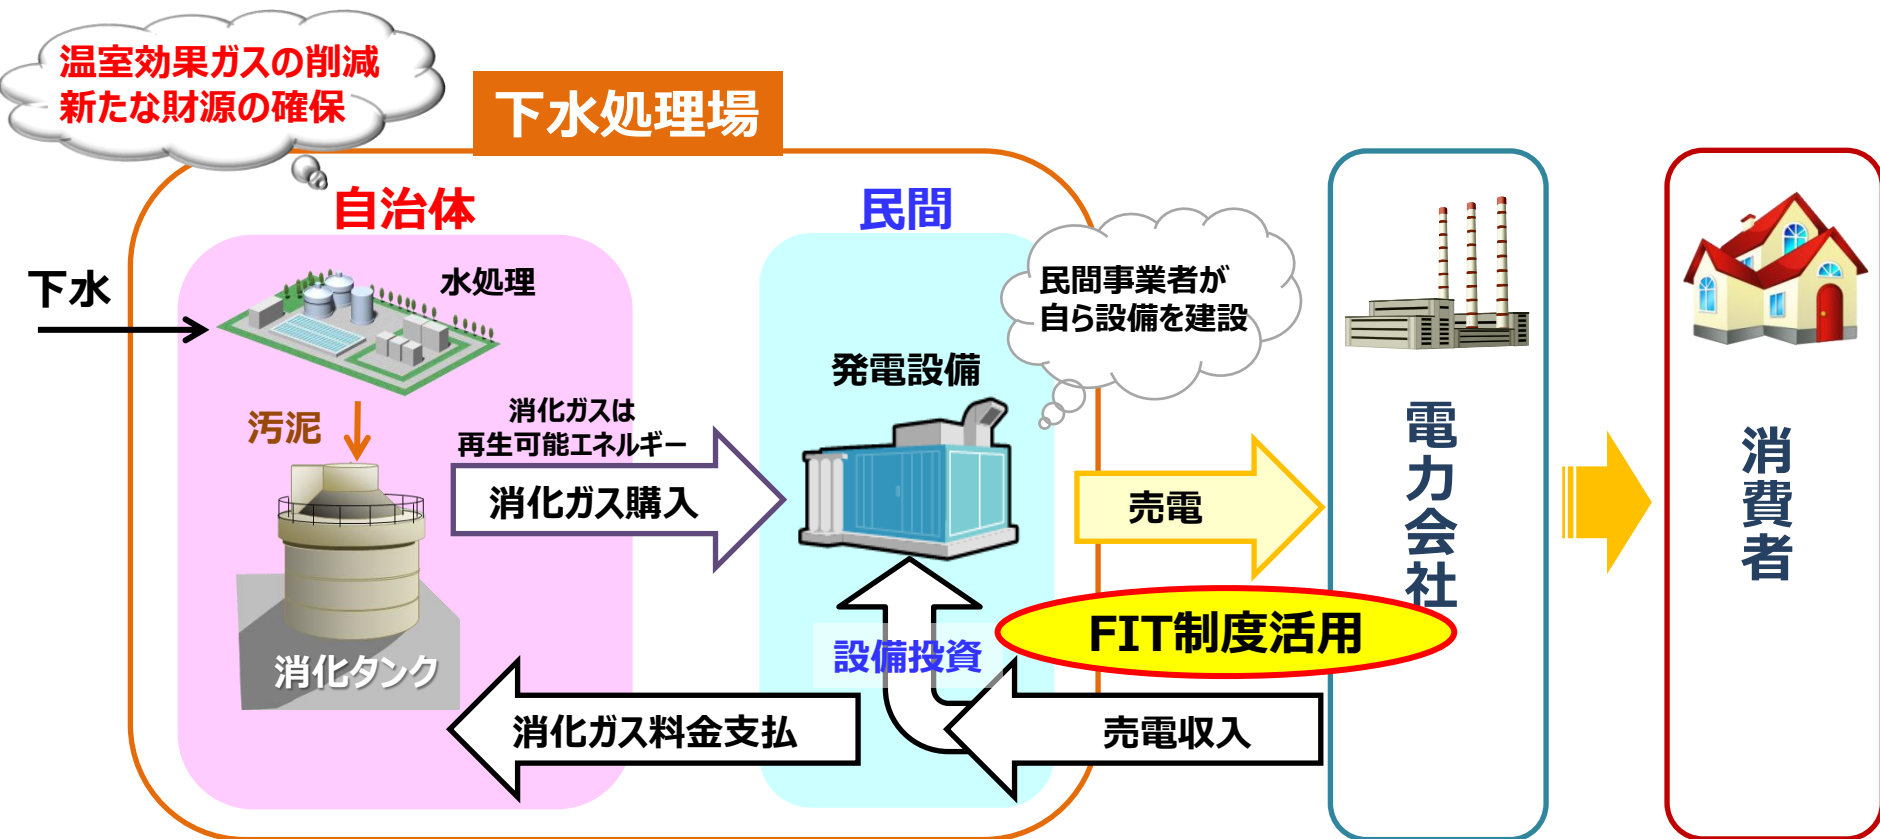 温室効果ガスの削減
新たな財源の確保
下水処理場
自治体
民間
下水
水処理
民間事業者が
自ら設備を建設
発電設備
汚泥
消化ガスは
再生可能エネルギー
消化ガス購入
売電
電力会社
消費者
FIT制度活用
設備投資
消化タンク
消化ガス料金支払
売電収入